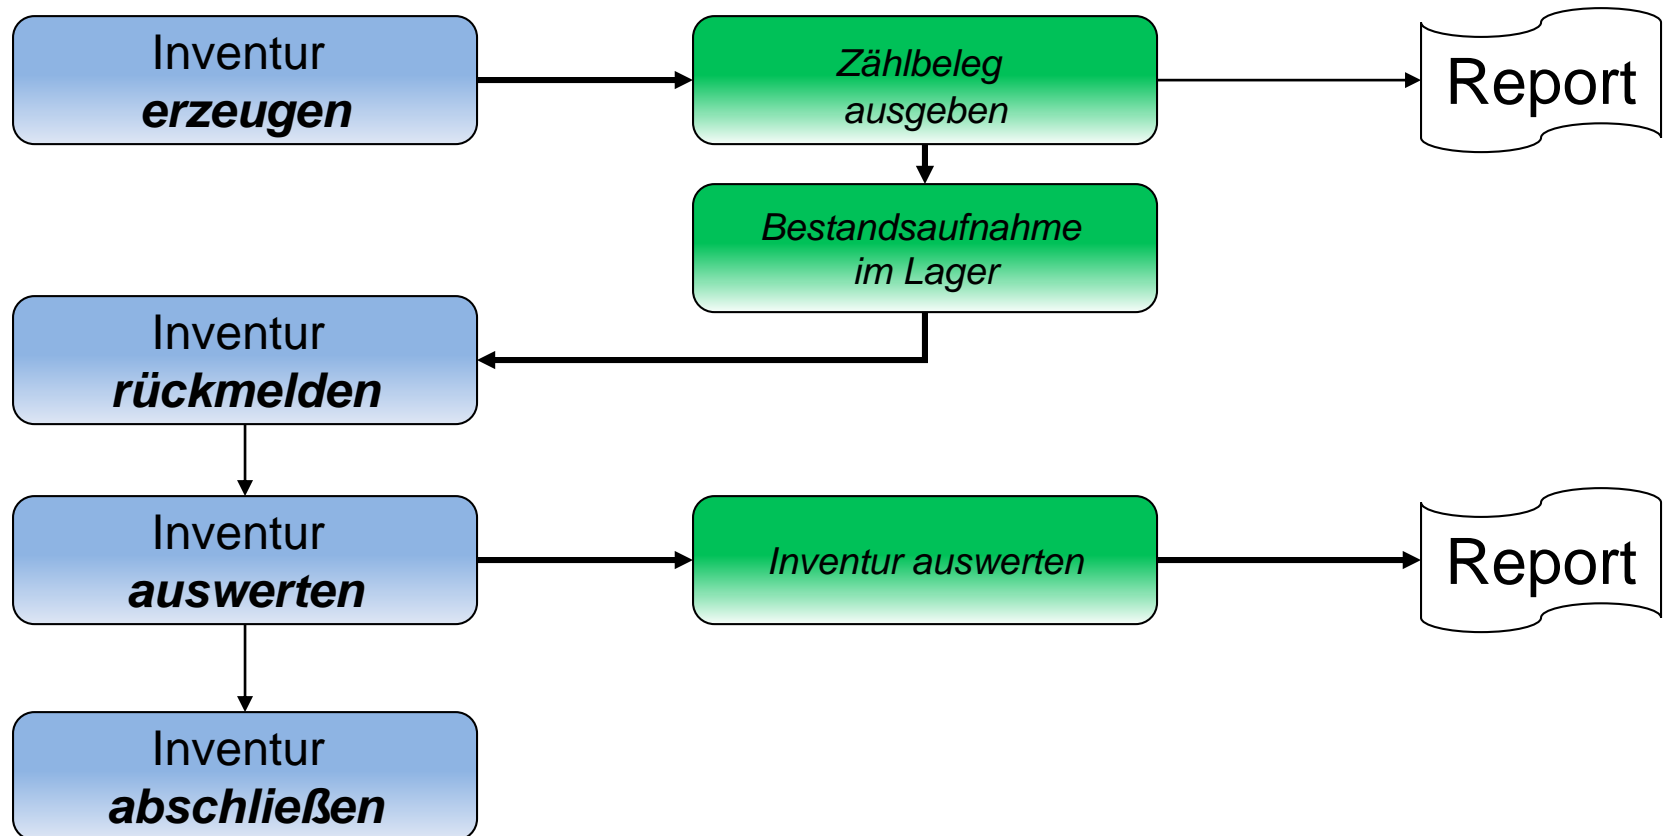 Inventur
erzeugen
Zählbeleg
ausgeben
Report
Bestandsaufnahme
im Lager
Inventur
rückmelden
Inventur
auswerten
Inventur auswerten
Report
Inventur
abschließen